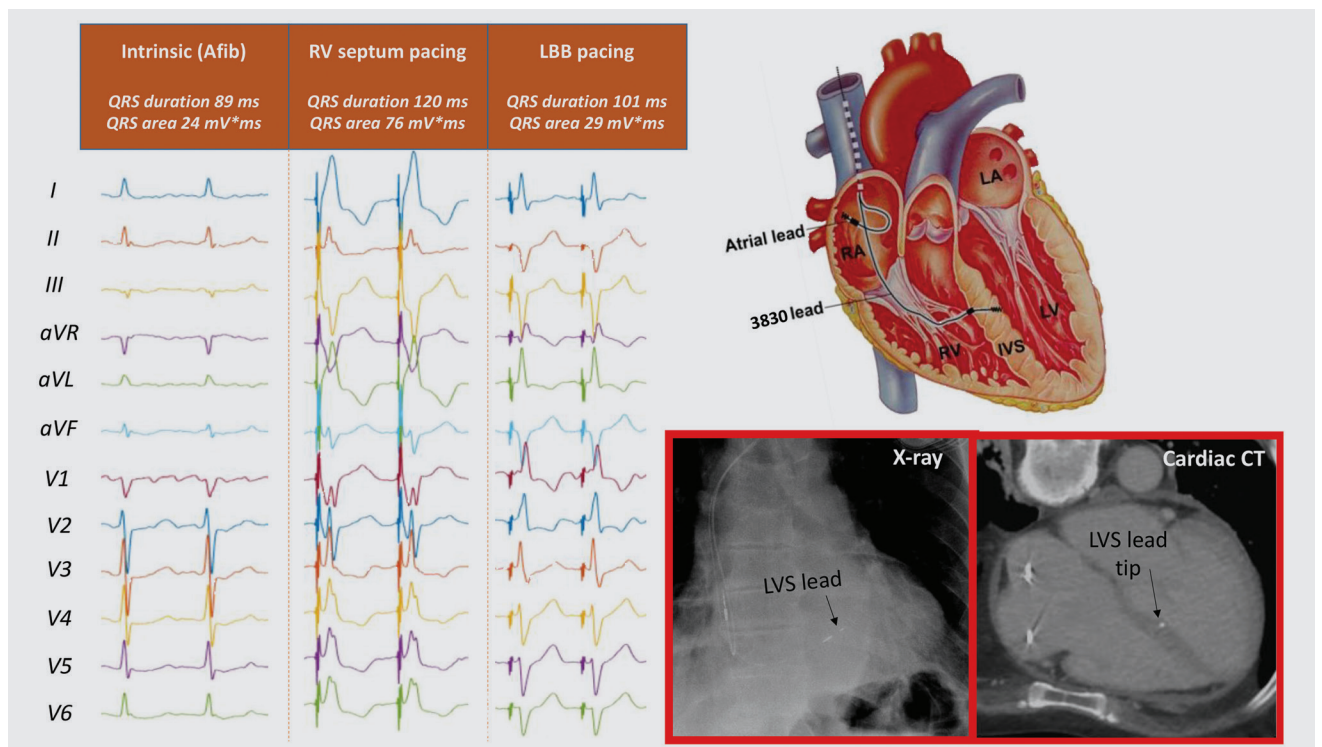 Intrinsic (Afib)
QRS duration 89 ms
QRS area 24 mV*ms
RV septum pacing
QRS duration 120 ms
QRS area 76 mV*ms
LBB pacing
QRS duration 101 ms
QRS area 29 mV*ms
I
II
III
aVR
aVL
aVF
V1
V2
V3
V4
V5
V6
LA
Atrial lead
RA
3830 lead
RV
IVS
LV
X-ray
LVS lead
Cardiac CT
LVS lead
tip